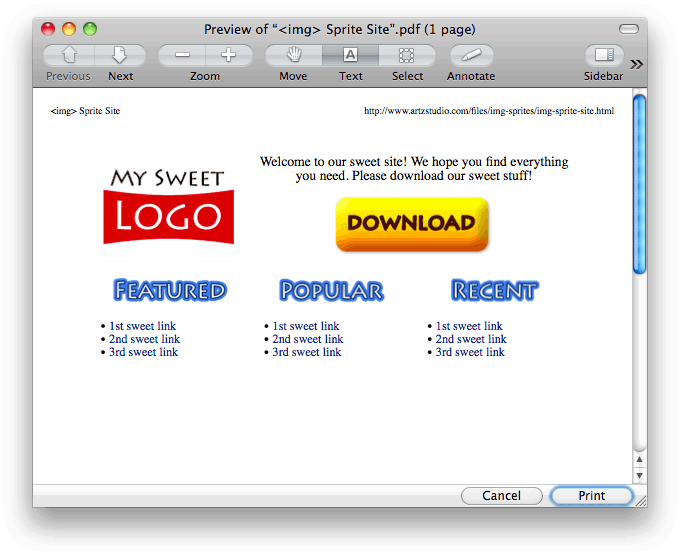 Preview of “<img> Sprite Site”.pdf (1 page)
Previous Next Zoom Move Text Select Annotate Sidebar
<img> Sprite Site http://www.artzstudio.com/files/img-sprites/img-sprite-site.html
Welcome to our sweet site! We hope you find everything
you need. Please download our sweet stuff!
My Sweet
Logo
DOWNLOAD
Featured Popular Recent
• 1st sweet link • 1st sweet link • 1st sweet link
• 2nd sweet link • 2nd sweet link • 2nd sweet link
• 3rd sweet link • 3rd sweet link • 3rd sweet link
Cancel Print